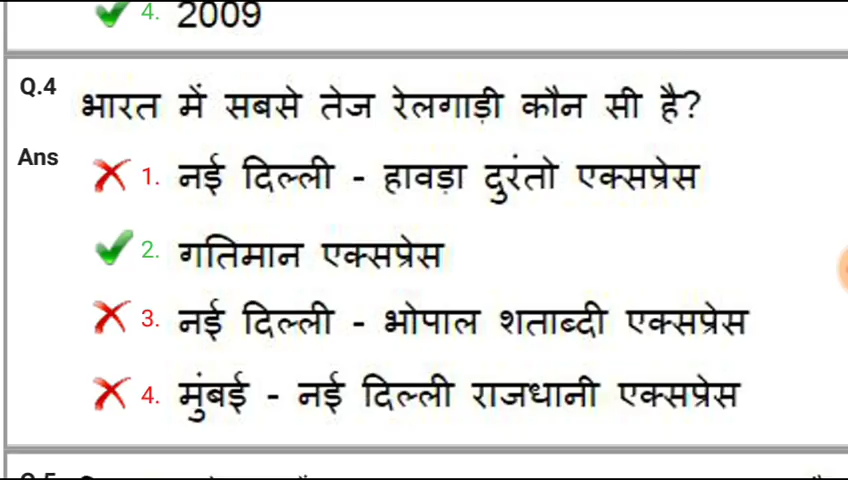 4. 2009
Q.4 भारत में सबसे तेज रेलगाड़ी कौन सी है?
Ans 1. नई दिल्ली - हावड़ा दुरंतो एक्सप्रेस
2. गतिमान एक्सप्रेस
3. नई दिल्ली - भोपाल शताब्दी एक्सप्रेस
4. मुंबई - नई दिल्ली राजधानी एक्सप्रेस